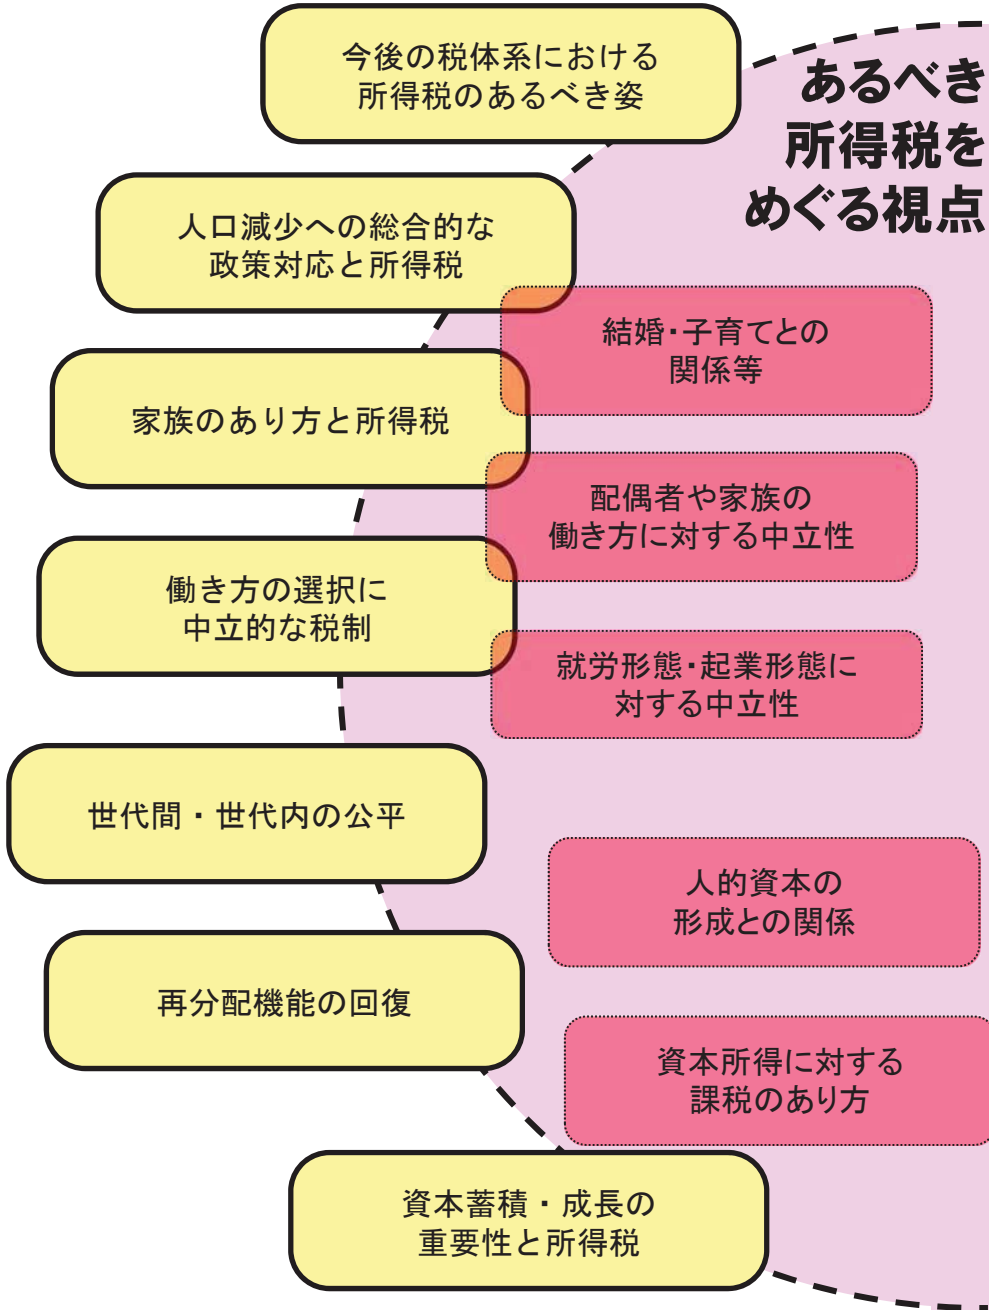 今後の税体系における
所得税のあるべき姿
あるべき
所得税を
めぐる視点
人口減少への総合的な
政策対応と所得税
結婚・子育てとの
関係等
家族のあり方と所得税
配偶者や家族の
働き方に対する中立性
働き方の選択に
中立的な税制
就労形態・起業形態に
対する中立性
世代間・世代内の公平
人的資本の
形成との関係
再分配機能の回復
資本所得に対する
課税のあり方
資本蓄積・成長の
重要性と所得税